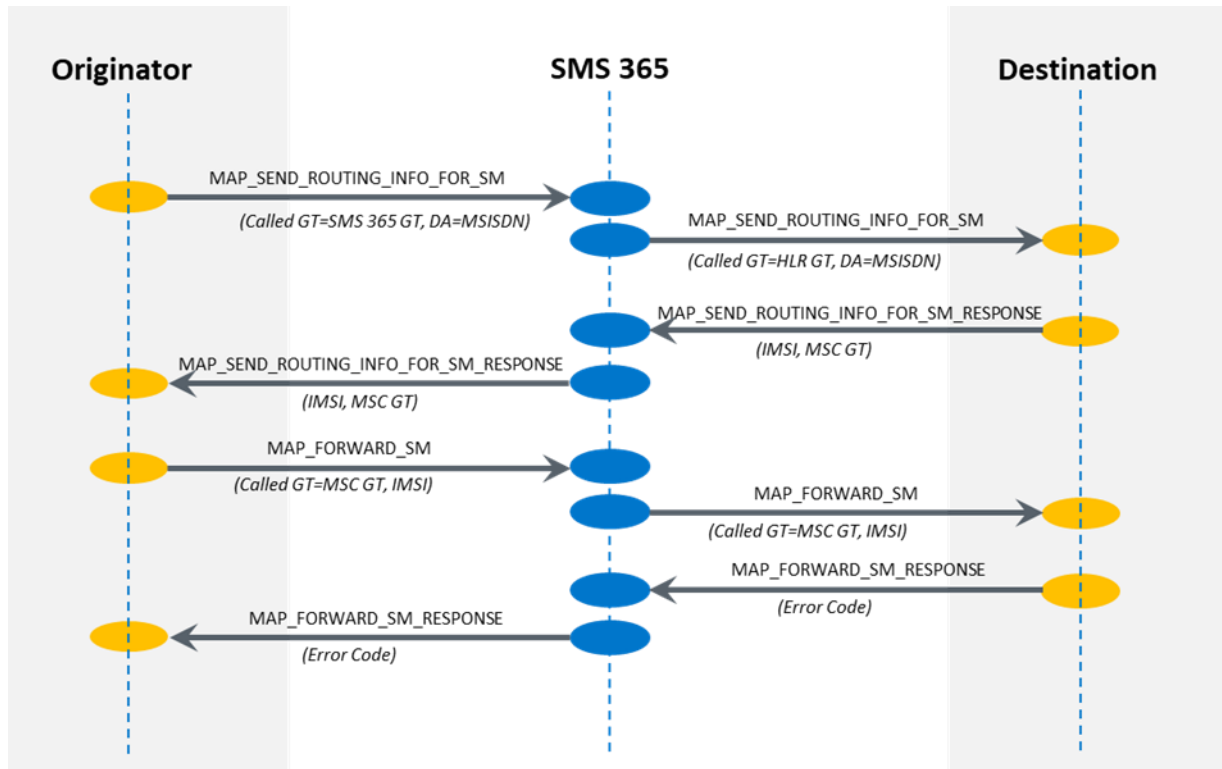 Originator
SMS 365
Destination
MAP_SEND_ROUTING_INFO_FOR_SM
(Called GT=SMS 365 GT, DA=MSISDN)
MAP_SEND_ROUTING_INFO_FOR_SM
(Called GT=HLR GT, DA=MSISDN)
MAP_SEND_ROUTING_INFO_FOR_SM_RESPONSE
(IMSI, MSC GT)
MAP_SEND_ROUTING_INFO_FOR_SM_RESPONSE
(IMSI, MSC GT)
MAP_FORWARD_SM
(Called GT=MSC GT, IMSI)
MAP_FORWARD_SM
(Called GT=MSC GT, IMSI)
MAP_FORWARD_SM_RESPONSE
(Error Code)
MAP_FORWARD_SM_RESPONSE
(Error Code)